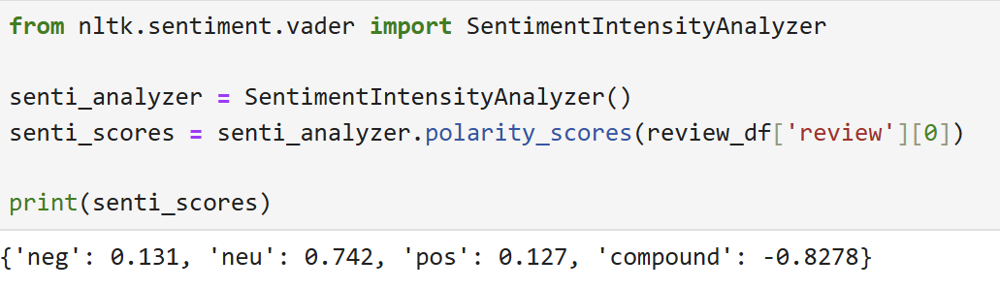 from nltk.sentiment.vader import SentimentIntensityAnalyzer
senti_analyzer = SentimentIntensityAnalyzer()
senti_scores = senti_analyzer.polarity_scores(review_df['review'][0])
print(senti_scores)
{'neg': 0.131, 'neu': 0.742, 'pos': 0.127, 'compound': -0.8278}